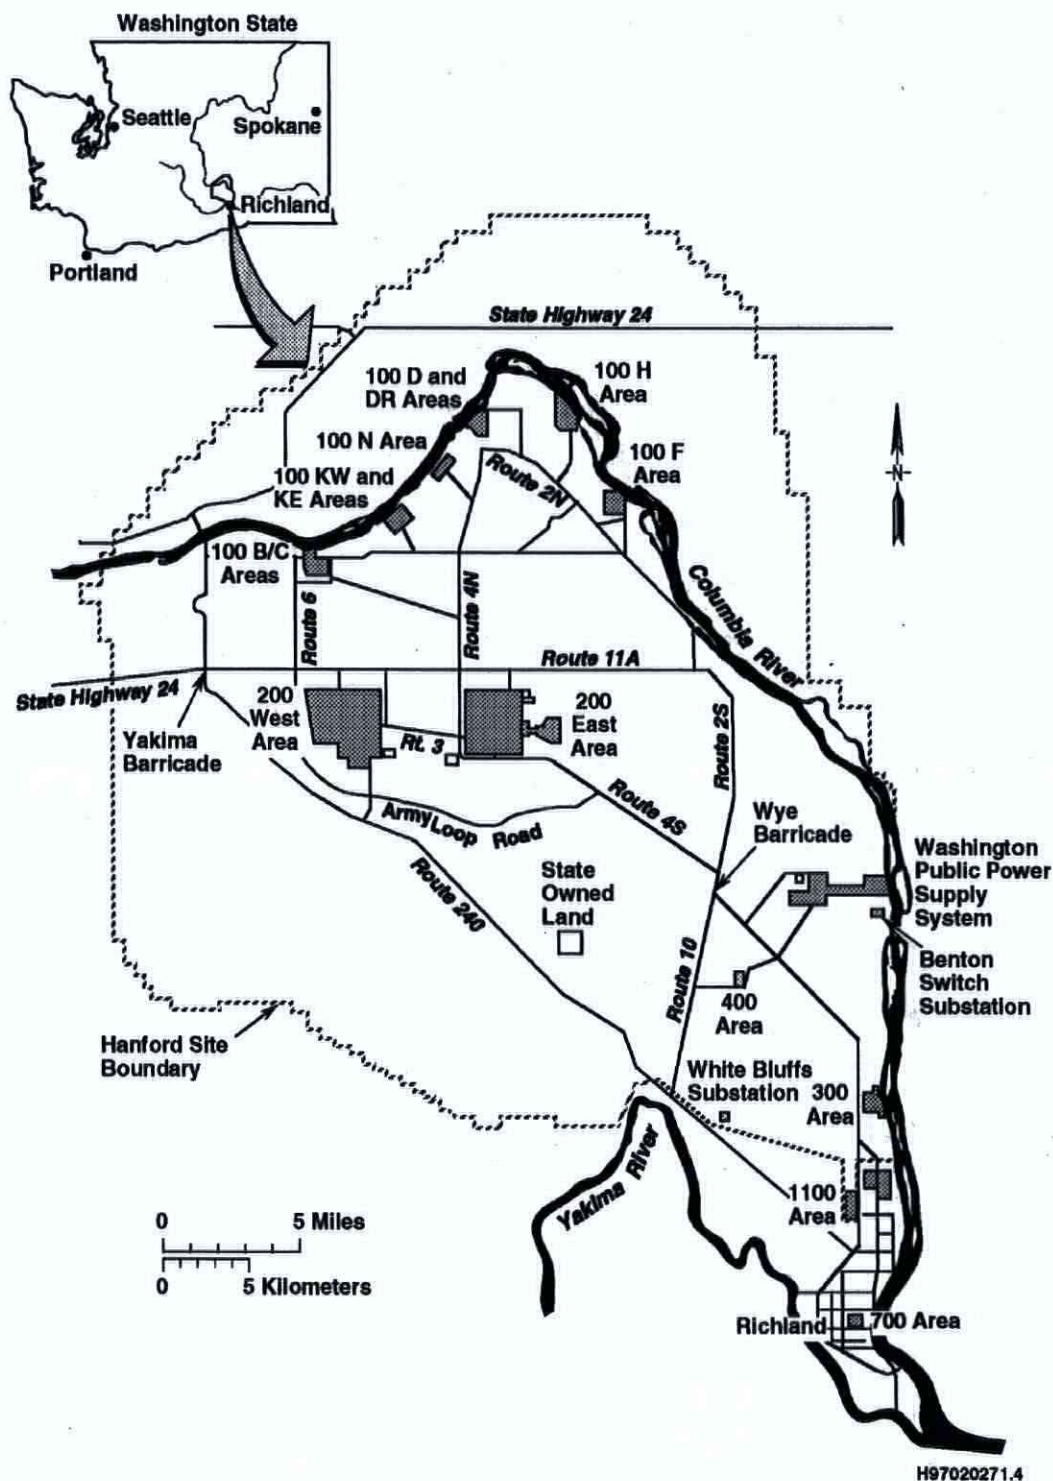 Washington State
Seattle
Spokane
Richland
Portland
State Highway 24
100 D and
DR Areas
100 H
Area
100 N Area
100 F
Area
100 KW and
KE Areas
Route 2N
N
100 B/C
Areas
Route 6
Route 4N
Columbia River
Route 11A
State Highway 24
200
West
Area
200
East
Area
Rt. 3
Route 2S
Yakima
Barricade
Army Loop Road
Route 4S
Wye
Barricade
Washington
Public Power
Supply
System
Route 240
State
Owned
Land
Benton
Switch
Substation
Route 10
400
Area
Hanford Site
Boundary
White Bluffs
Substation
300
Area
Yakima River
1100
Area
0 5 Miles
0 5 Kilometers
Richland
700 Area
H97020271.4